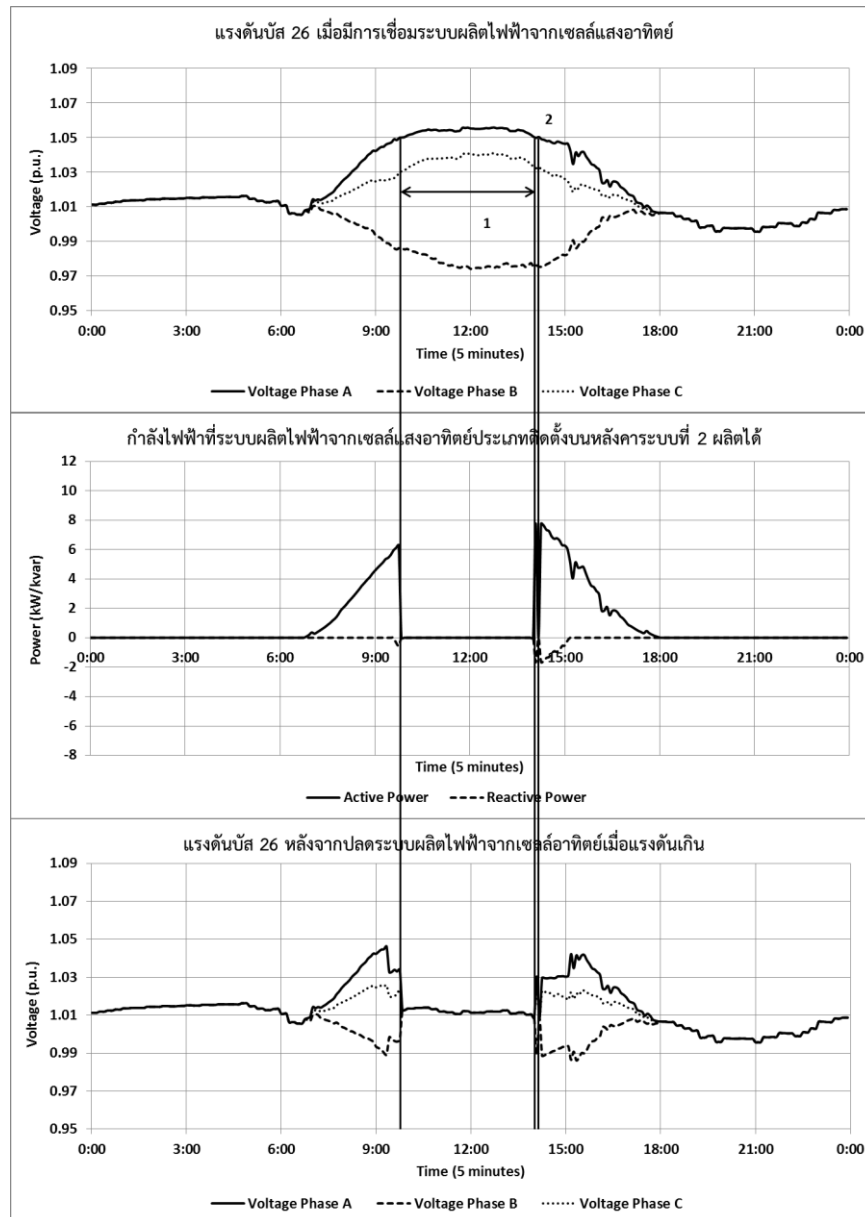 แรงดันบัส 26 เมื่อมีการเชื่อมระบบผลิตไฟฟ้าจากเซลล์แสงอาทิตย์
1.09
1.07
1.05
1.03
1.01
0.99
0.97
0.95
Voltage (p.u.)
2
1
0:00 3:00 6:00 9:00 12:00 15:00 18:00 21:00 0:00
Time (5 minutes)
Voltage Phase A Voltage Phase B Voltage Phase C
กำลังไฟฟ้าที่ระบบผลิตไฟฟ้าจากเซลล์แสงอาทิตย์ประเภทติดตั้งบนหลังคาระบบที่ 2 ผลิตได้
12
10
8
6
4
2
0
-2
-4
-6
-8
Power (kW/kvar)
0:00 3:00 6:00 9:00 12:00 15:00 18:00 21:00 0:00
Time (5 minutes)
Active Power Reactive Power
แรงดันบัส 26 หลังจากปลดระบบผลิตไฟฟ้าจากเซลล์อาทิตย์เมื่อแรงดันเกิน
1.09
1.07
1.05
1.03
1.01
0.99
0.97
0.95
Voltage (p.u.)
0:00 3:00 6:00 9:00 12:00 15:00 18:00 21:00 0:00
Time (5 minutes)
Voltage Phase A Voltage Phase B Voltage Phase C